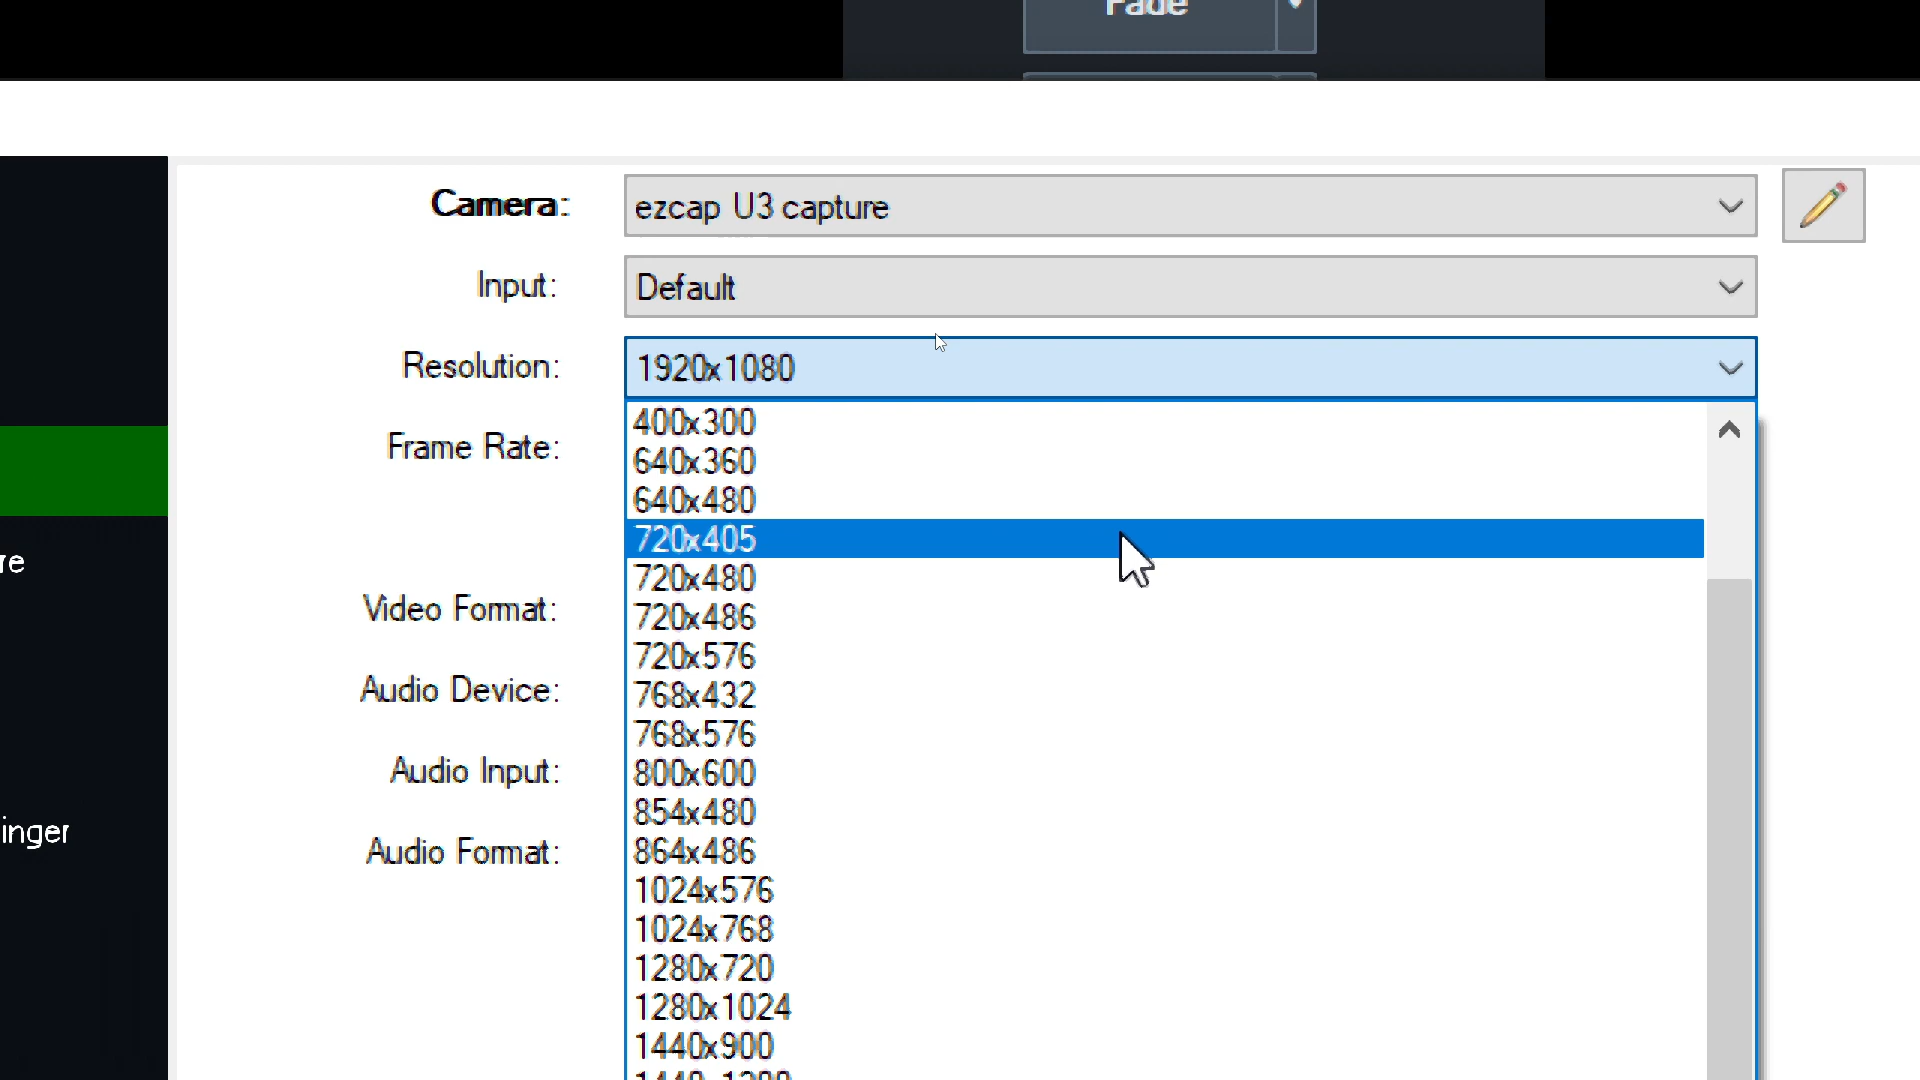 Fade
Camera: ezcap U3 capture
Input: Default
Resolution: 1920x1080
400x300
Frame Rate:
640x360
640x480
720x405
re
720x480
Video Format:
720x486
720x576
Audio Device:
768x432
768x576
Audio Input:
800x600
854x480
inger
Audio Format:
864x486
1024x576
1024x768
1280x720
1280x1024
1440x900